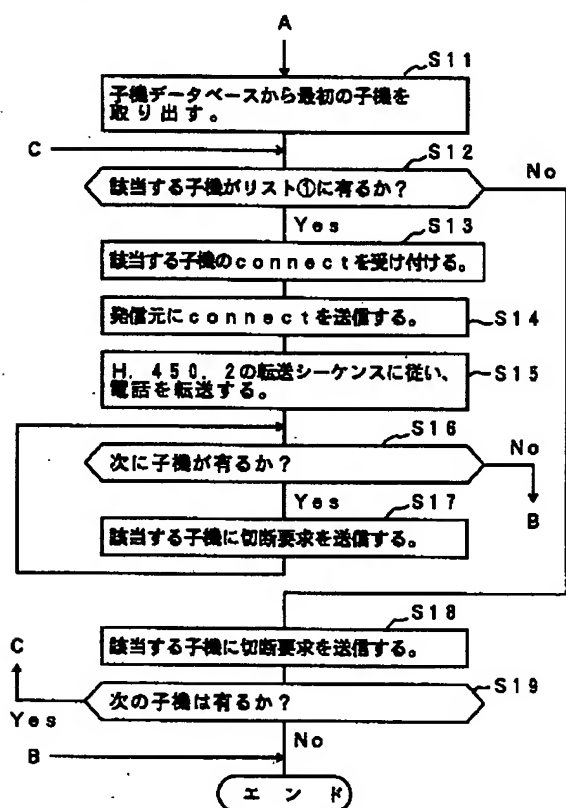 A
S11
子機データベースから最初の子機を
取り出す。
C
S12
該当する子機がリスト①に有るか？
No
Yes
S13
該当する子機のconnectを受け付ける。
発信元にconnectを送信する。
S14
H. 450. 2の転送シーケンスに従い、
電話を転送する。
S15
S16
次に子機が有るか？
No
B
Yes
S17
該当する子機に切断要求を送信する。
S18
該当する子機に切断要求を送信する。
C
次の子機は有るか？
S19
Yes
No
B
エンド